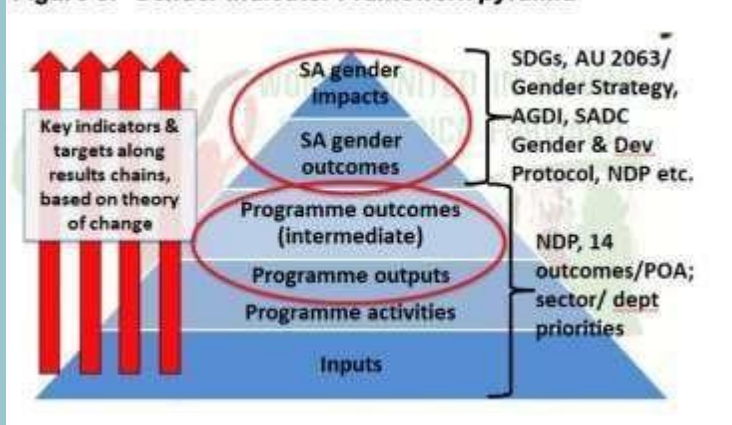 SA gender
impacts
SA gender
outcomes
Programme outcomes
(intermediate)
Programme outputs
Programme activities
Inputs
Key indicators &
targets along
results chains,
based on theory
of change
SDGs, AU 2063/
Gender Strategy,
AGDI, SADC
Gender & Dev
Protocol, NDP etc.
NDP, 14
outcomes/POA;
sector/ dept
priorities